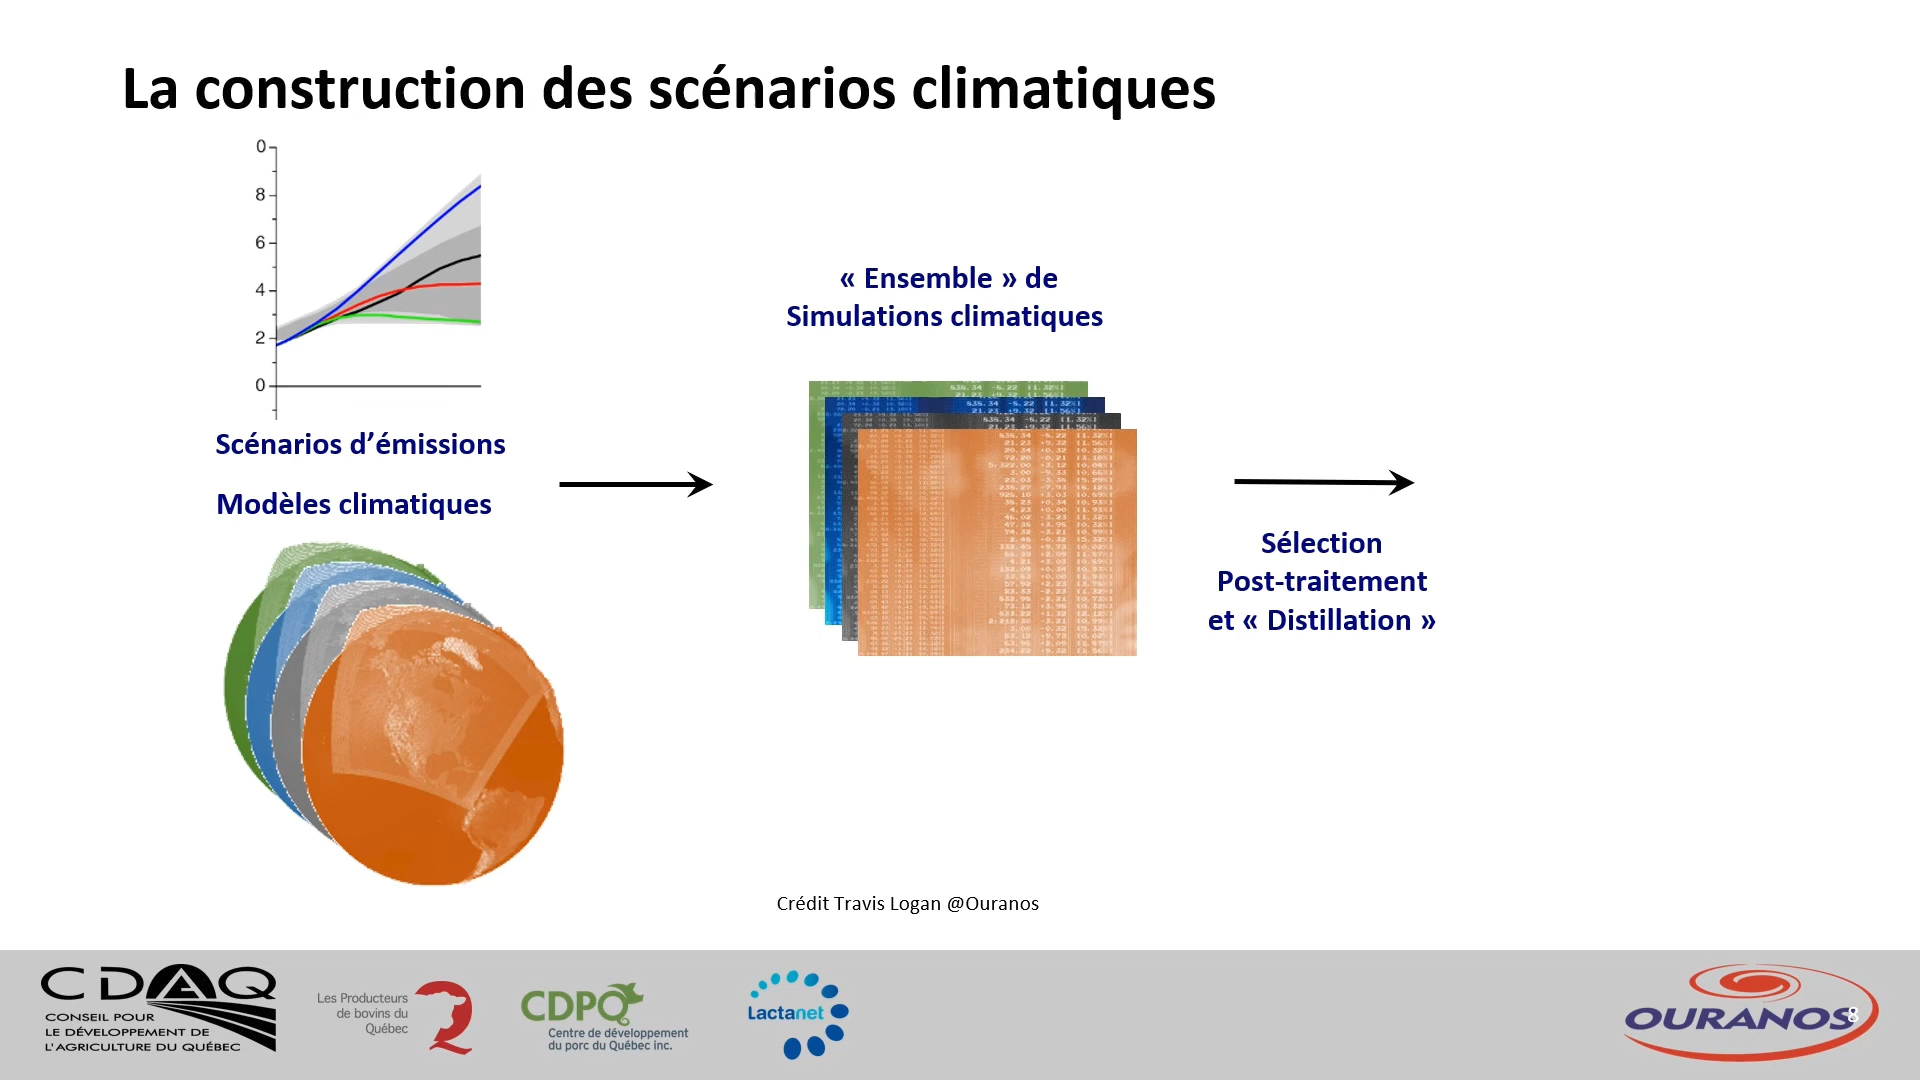 La construction des scénarios climatiques
0
8
6
4
2
0
Scénarios d’émissions
Modèles climatiques
« Ensemble » de
Simulations climatiques
Sélection
Post-traitement
et « Distillation »
Crédit Travis Logan @Ouranos
CDAQ
CONSEIL POUR
LE DÉVELOPPEMENT DE
L'AGRICULTURE DU QUÉBEC
Les Producteurs
de bovins du
Québec
CDPQ
Centre de développement
du porc du Québec inc.
Lactanet
OURANOS
8